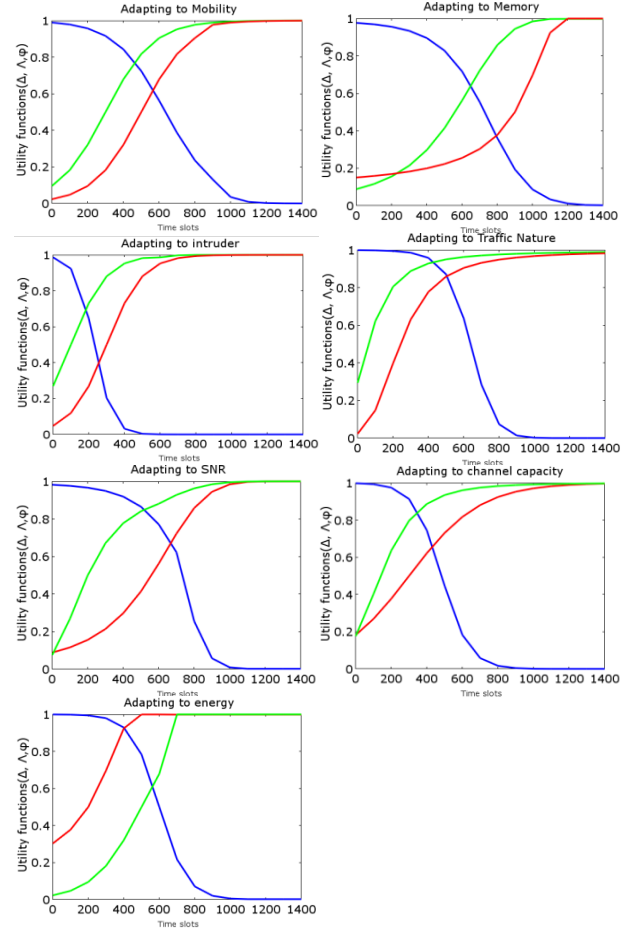 Adapting to Mobility
Utility functions(Δ, Λ,φ)
1
0.8
0.6
0.4
0.2
0
0 200 400 600 800 1000 1200 1400
Time slots
Adapting to Memory
Utility functions(Δ, Λ,φ)
1
0.8
0.6
0.4
0.2
0
0 200 400 600 800 1000 1200 1400
Time slots
Adapting to intruder
Utility functions(Δ, Λ,φ)
1
0.8
0.6
0.4
0.2
0
0 200 400 600 800 1000 1200 1400
Time slots
Adapting to Traffic Nature
Utility functions(Δ, Λ,φ)
1
0.8
0.6
0.4
0.2
0
0 200 400 600 800 1000 1200 1400
Time slots
Adapting to SNR
Utility functions(Δ, Λ,φ)
1
0.8
0.6
0.4
0.2
0
0 200 400 600 800 1000 1200 1400
Time slots
Adapting to channel capacity
Utility functions(Δ, Λ,φ)
1
0.8
0.6
0.4
0.2
0
0 200 400 600 800 1000 1200 1400
Time slots
Adapting to energy
Utility functions(Δ, Λ,φ)
1
0.8
0.6
0.4
0.2
0
0 200 400 600 800 1000 1200 1400
Time slots